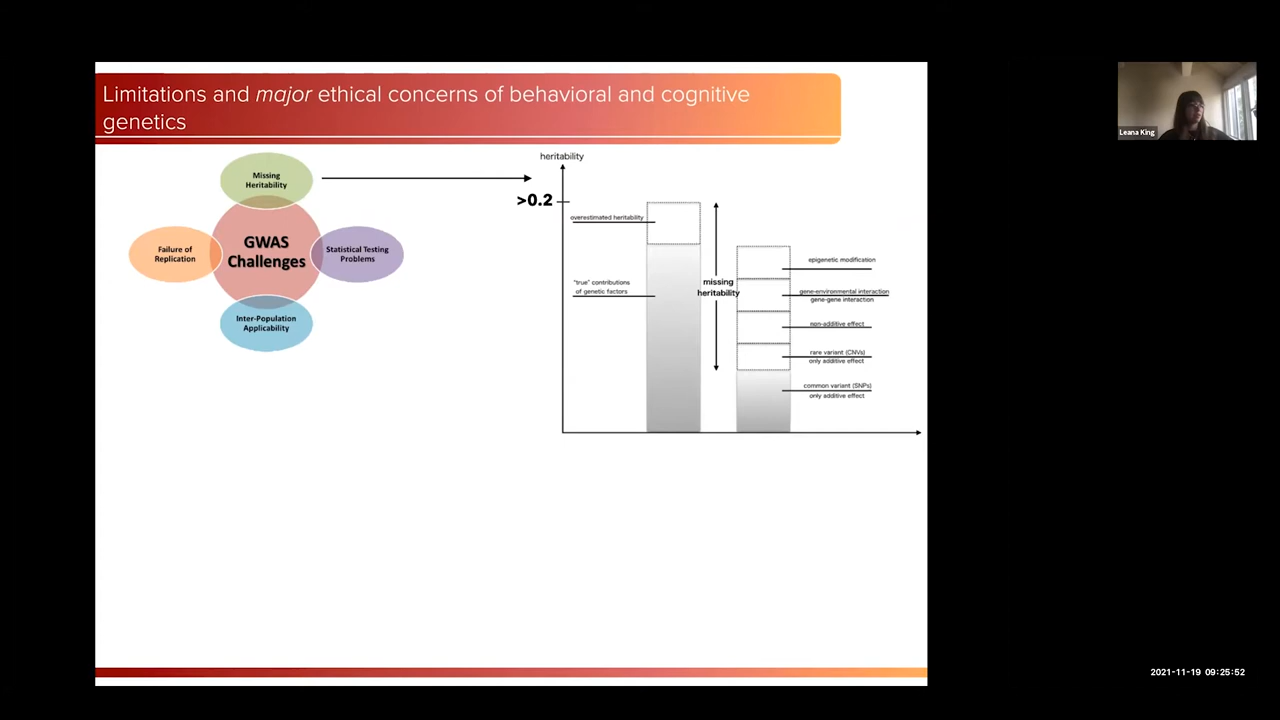 Limitations and major ethical concerns of behavioral and cognitive
genetics
Missing
Heritability
Failure of
Replication
GWAS
Challenges
Statistical Testing
Problems
Inter-Population
Applicability
heritability
>0.2
overestimated heritability
"true" contributions
of genetic factors
missing
heritability
epigenetic modification
gene-environmental interaction
gene-gene interaction
non-additive effect
rare variant (CNVs)
only additive effect
common variant (SNPs)
only additive effect
Leana King
2021-11-19 09:25:52